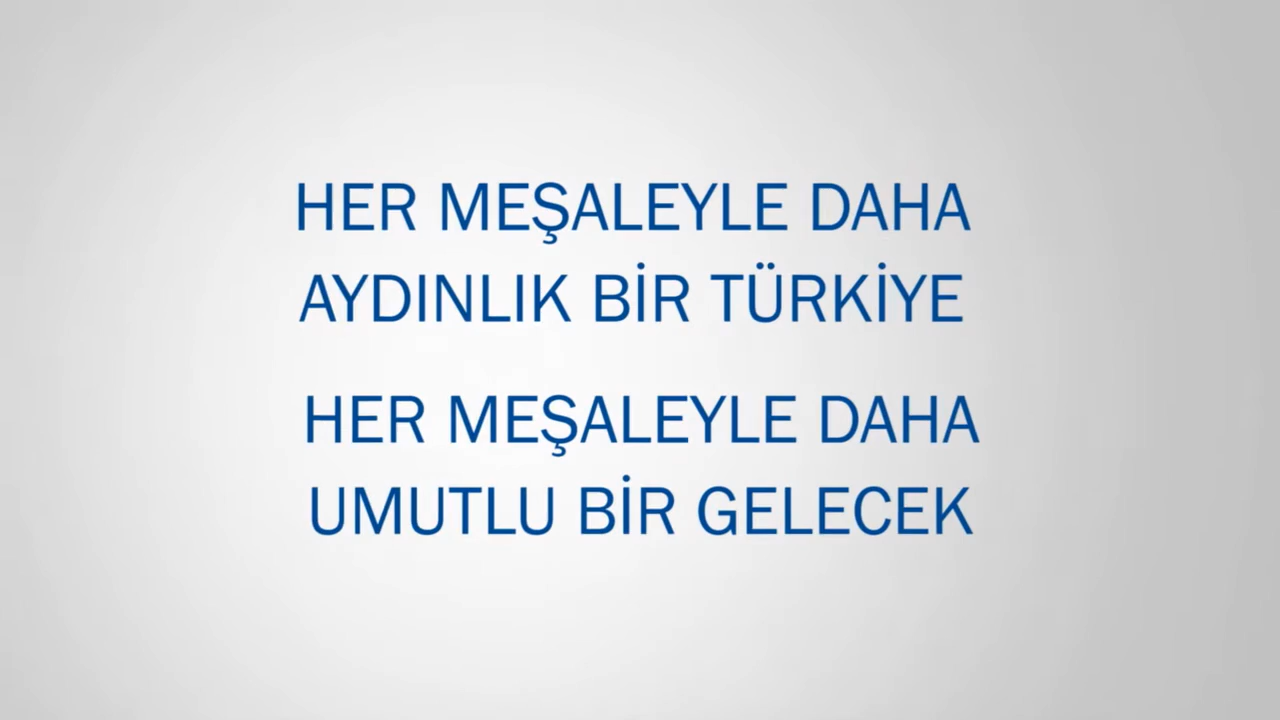 HER MEŞALEYLE DAHA
AYDINLIK BİR TÜRKİYE
HER MEŞALEYLE DAHA
UMUTLU BİR GELECEK